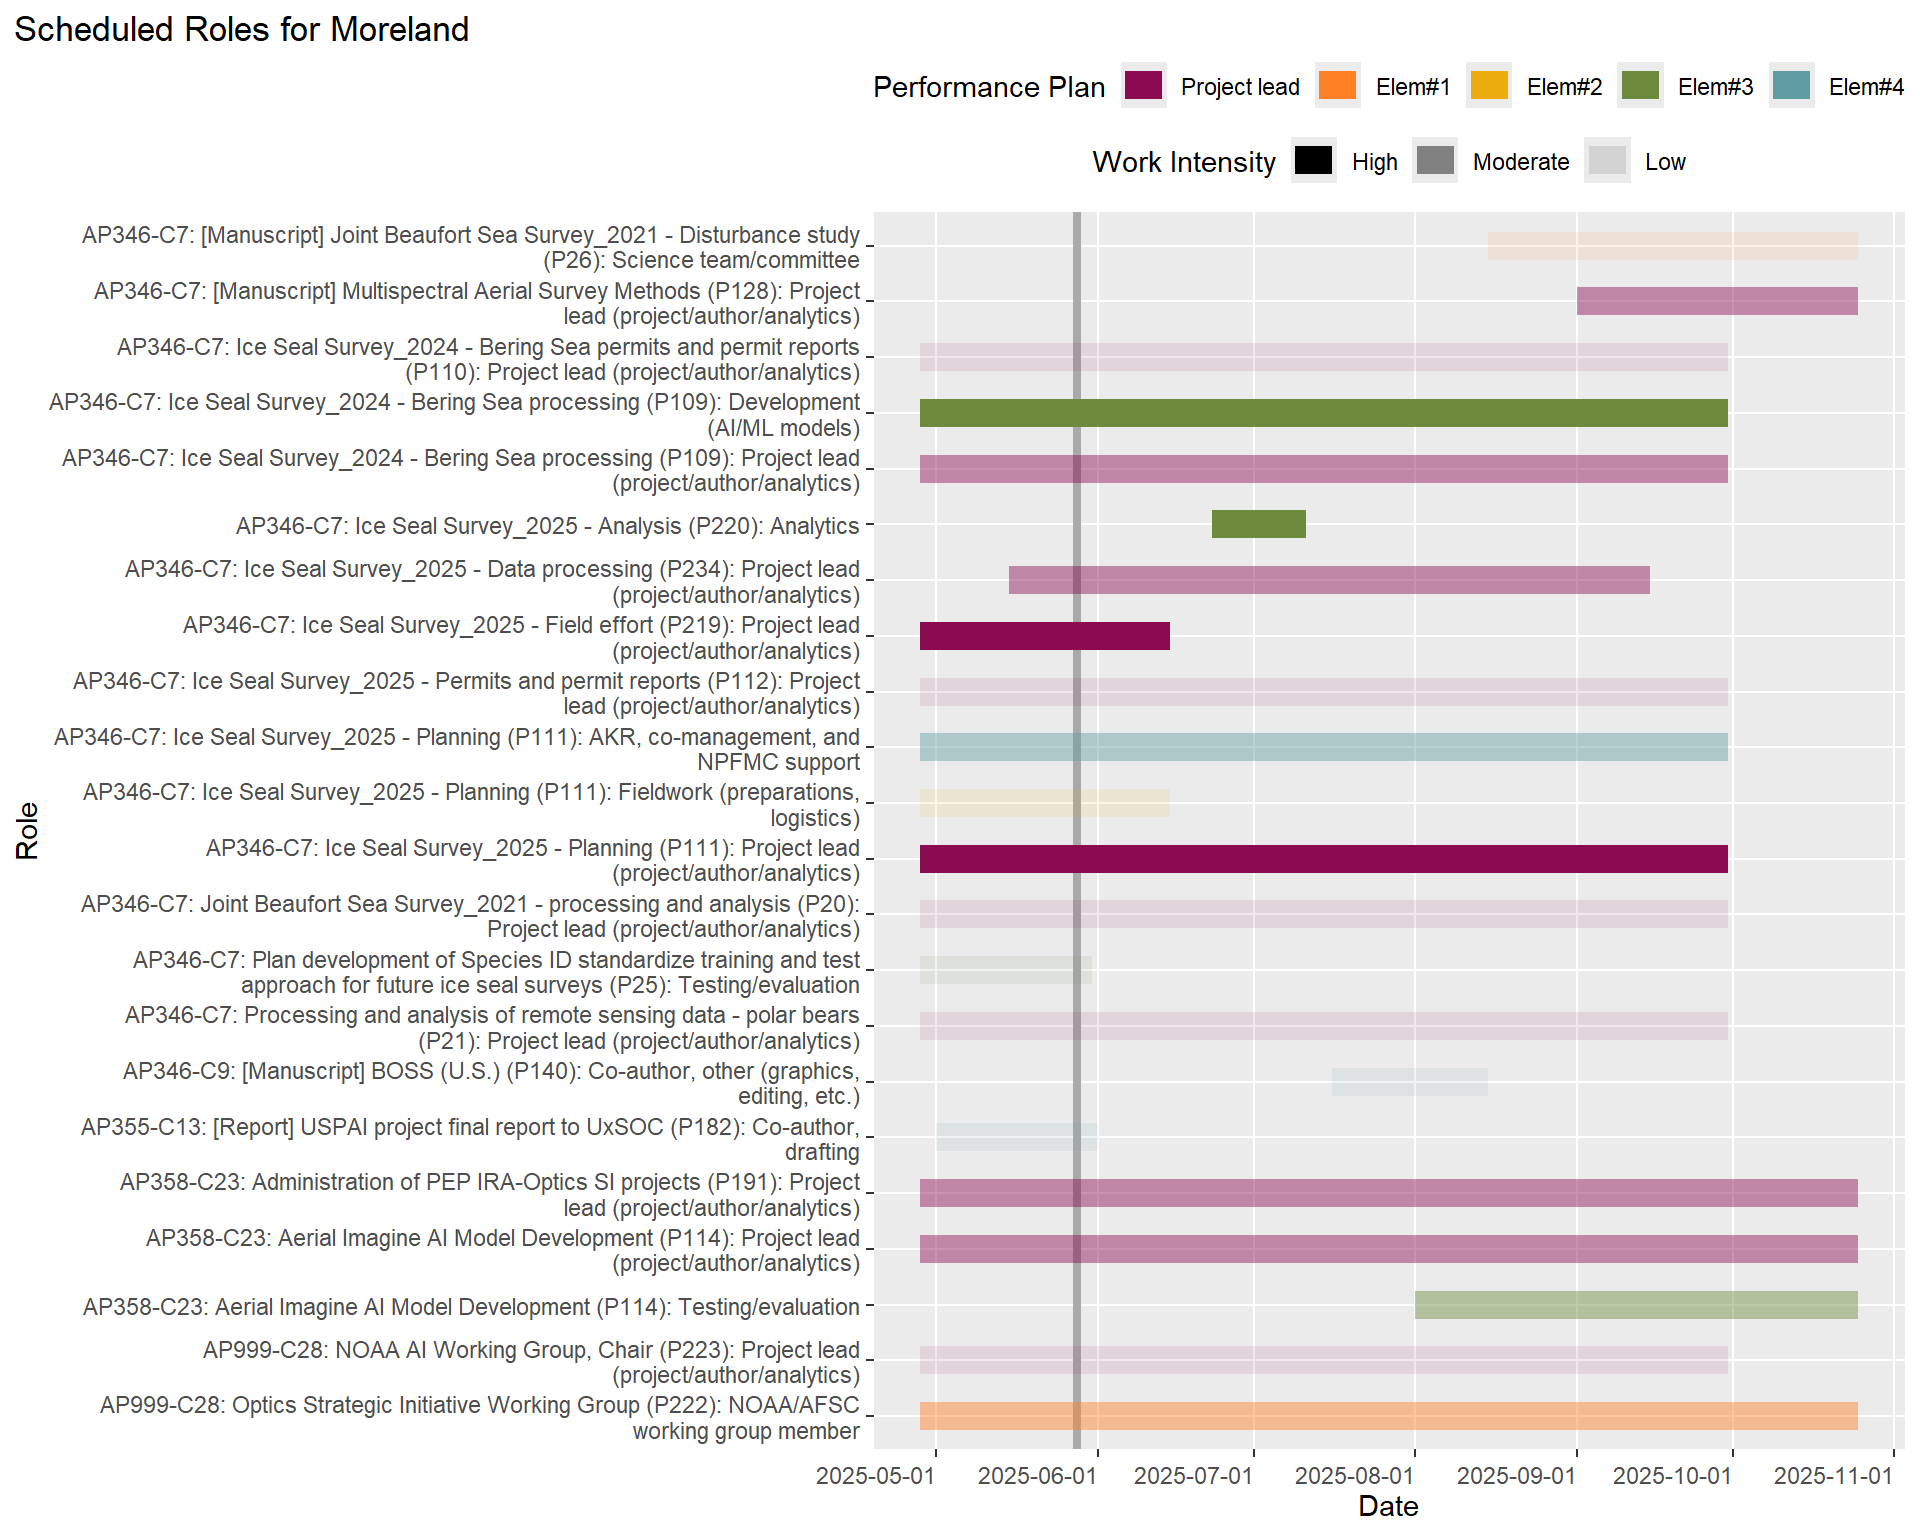 Scheduled Roles for Moreland
Performance Plan Project lead Elem#1 Elem#2 Elem#3 Elem#4
Work Intensity High Moderate Low
AP346-C7: [Manuscript] Joint Beaufort Sea Survey_2021 - Disturbance study
(P26): Science team/committee
AP346-C7: [Manuscript] Multispectral Aerial Survey Methods (P128): Project
lead (project/author/analytics)
AP346-C7: Ice Seal Survey_2024 - Bering Sea permits and permit reports
(P110): Project lead (project/author/analytics)
AP346-C7: Ice Seal Survey_2024 - Bering Sea processing (P109): Development
(AI/ML models)
AP346-C7: Ice Seal Survey_2024 - Bering Sea processing (P109): Project lead
(project/author/analytics)
AP346-C7: Ice Seal Survey_2025 - Analysis (P220): Analytics
AP346-C7: Ice Seal Survey_2025 - Data processing (P234): Project lead
(project/author/analytics)
AP346-C7: Ice Seal Survey_2025 - Field effort (P219): Project lead
(project/author/analytics)
AP346-C7: Ice Seal Survey_2025 - Permits and permit reports (P112): Project
lead (project/author/analytics)
AP346-C7: Ice Seal Survey_2025 - Planning (P111): AKR, co-management, and
NPFMC support
AP346-C7: Ice Seal Survey_2025 - Planning (P111): Fieldwork (preparations,
logistics)
AP346-C7: Ice Seal Survey_2025 - Planning (P111): Project lead
(project/author/analytics)
AP346-C7: Joint Beaufort Sea Survey_2021 - processing and analysis (P20):
Project lead (project/author/analytics)
AP346-C7: Plan development of Species ID standardize training and test
approach for future ice seal surveys (P25): Testing/evaluation
AP346-C7: Processing and analysis of remote sensing data - polar bears
(P21): Project lead (project/author/analytics)
AP346-C9: [Manuscript] BOSS (U.S.) (P140): Co-author, other (graphics,
editing, etc.)
AP355-C13: [Report] USPAI project final report to UxSOC (P182): Co-author,
drafting
AP358-C23: Administration of PEP IRA-Optics SI projects (P191): Project
lead (project/author/analytics)
AP358-C23: Aerial Imagine AI Model Development (P114): Project lead
(project/author/analytics)
AP358-C23: Aerial Imagine AI Model Development (P114): Testing/evaluation
AP999-C28: NOAA AI Working Group, Chair (P223): Project lead
(project/author/analytics)
AP999-C28: Optics Strategic Initiative Working Group (P222): NOAA/AFSC
working group member
Role
2025-05-01 2025-06-01 2025-07-01 2025-08-01 2025-09-01 2025-10-01 2025-11-01
Date